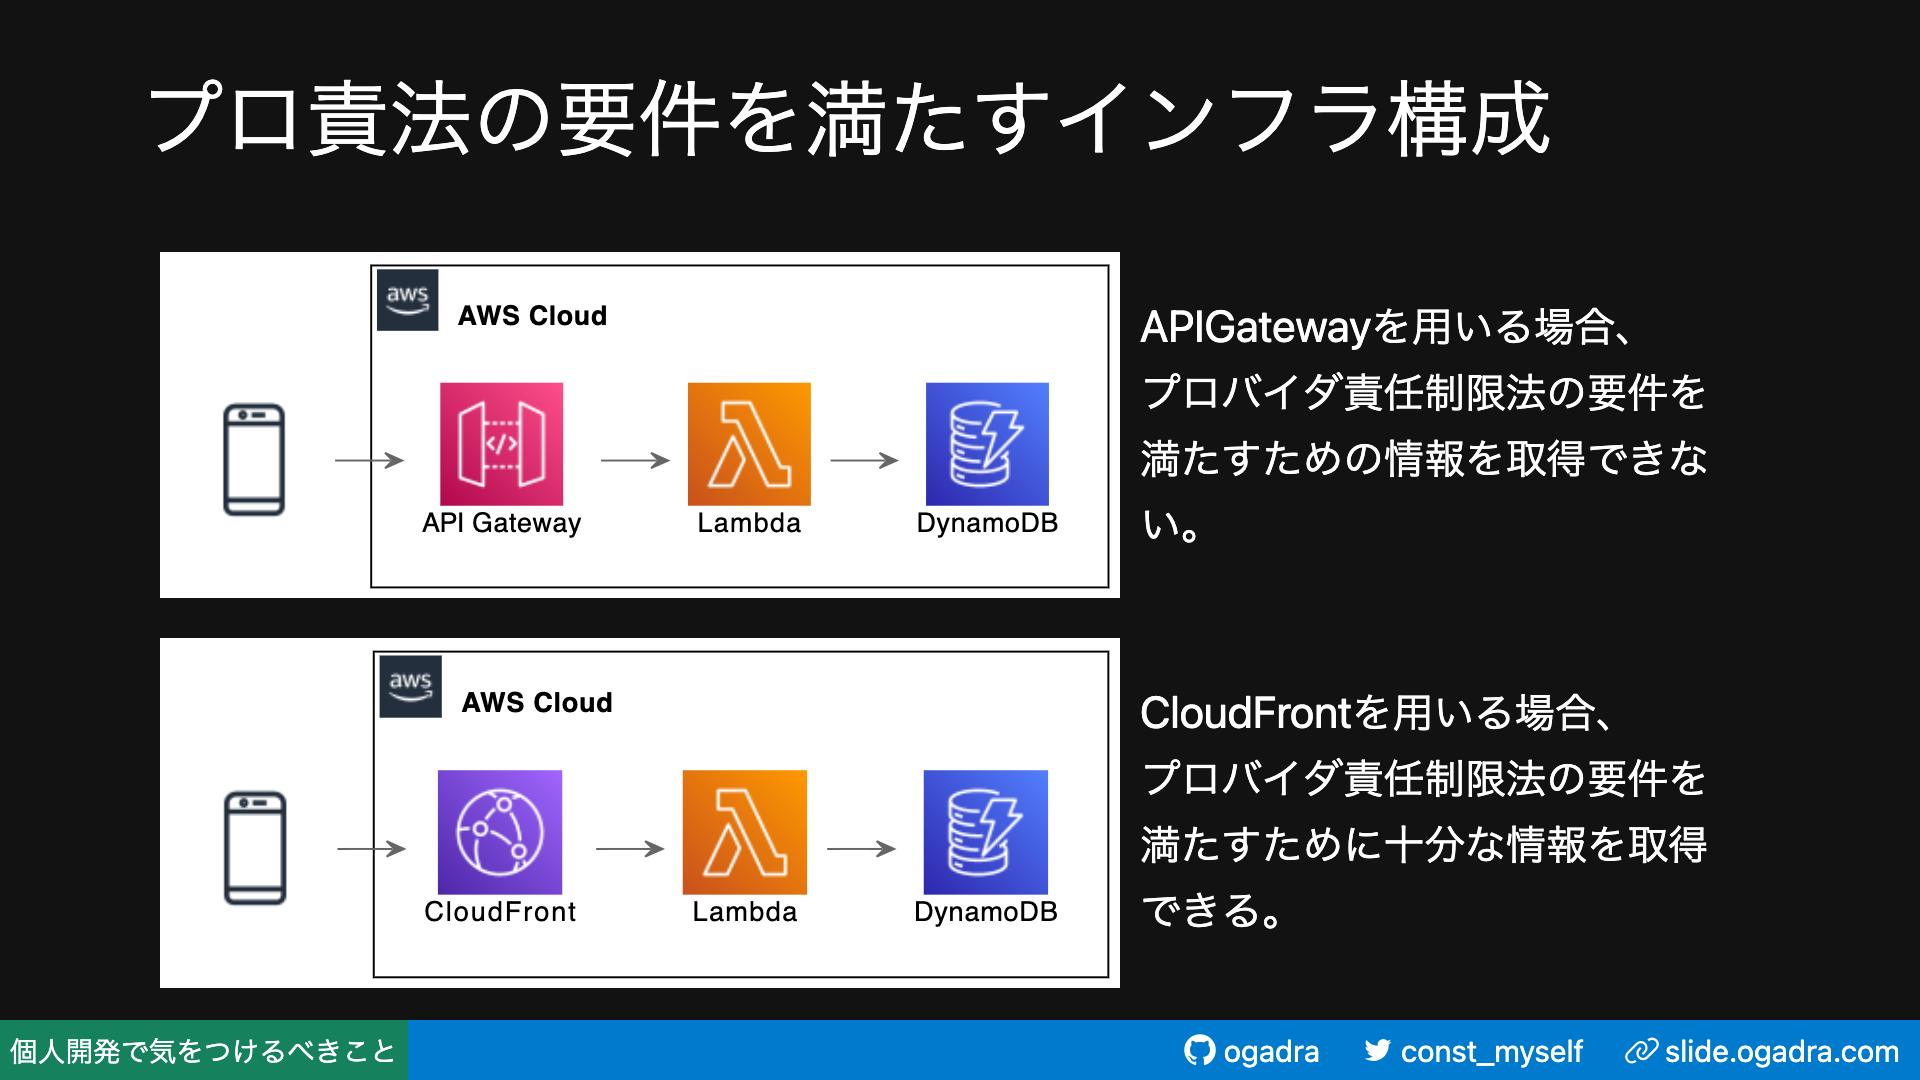 プロ責法の要件を満たすインフラ構成
aws
AWS Cloud
API Gateway
Lambda
DynamoDB
APIGatewayを用いる場合、
プロバイダ責任制限法の要件を
満たすための情報を取得できな
い。
aws
AWS Cloud
CloudFront
Lambda
DynamoDB
CloudFrontを用いる場合、
プロバイダ責任制限法の要件を
満たすために十分な情報を取得
できる。
個人開発で気をつけるべきこと
ogadra
const_myself
slide.ogadra.com